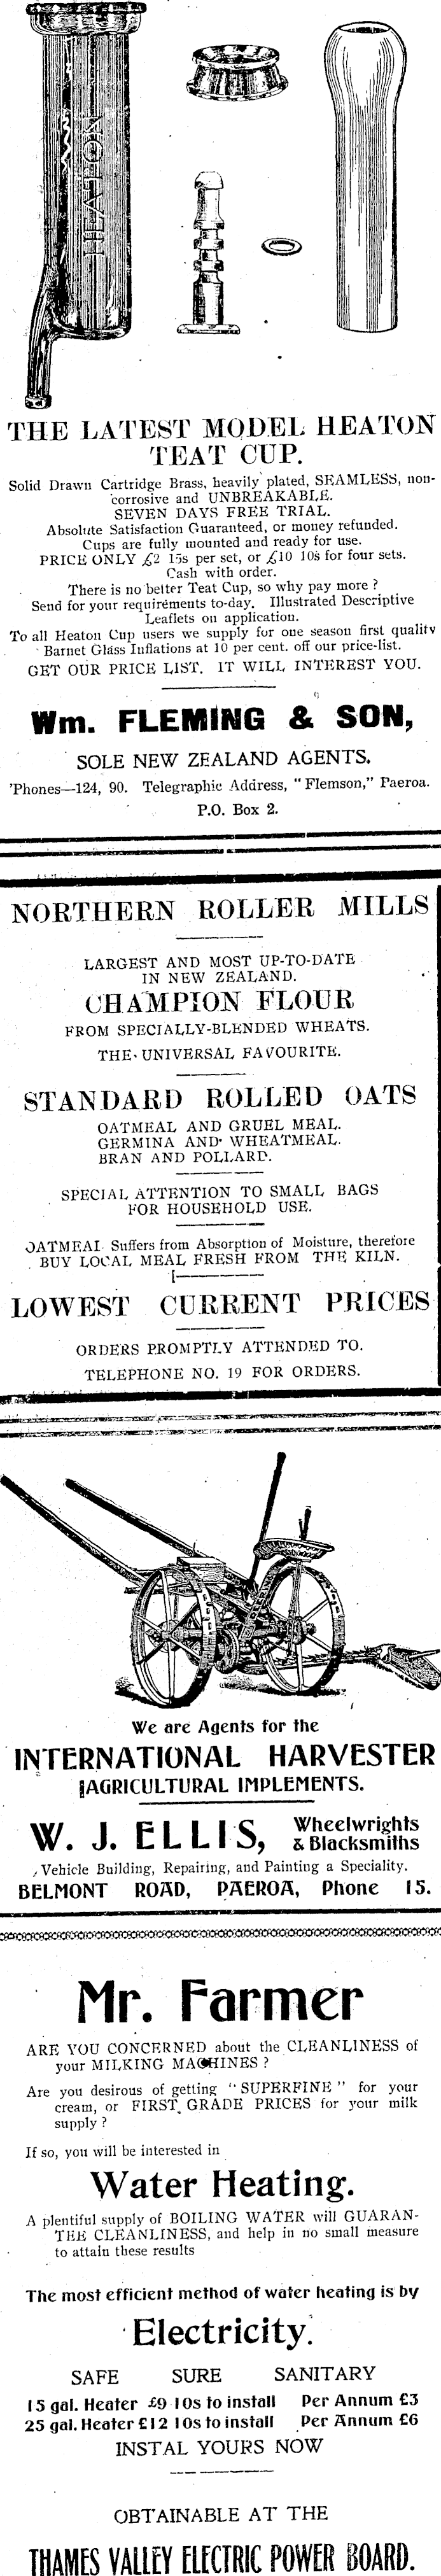 HEATON
THE LATEST MODEL HEATON
TEAT CUP.
Solid Drawn Cartridge Brass, heavily plated, SEAMLESS, non-
corrosive and UNBREAKABLE.
SEVEN DAYS FREE TRIAL.
Absolute Satisfaction Guaranteed, or money refunded.
Cups are fully mounted and ready for use.
PRICE ONLY £2 15s per set, or £10 10s for four sets.
Cash with order.
There is no better Teat Cup, so why pay more ?
Send for your requirements to-day. Illustrated Descriptive
Leaflets on application.
To all Heaton Cup users we supply for one season first quality
Barnet Glass Inflations at 10 per cent. off our price-list.
GET OUR PRICE LIST. IT WILL INTEREST YOU.
Wm. FLEMING & SON,
SOLE NEW ZEALAND AGENTS.
'Phones—124, 90. Telegraphic Address, "Flemson," Paeroa.
P.O. Box 2.
NORTHERN ROLLER MILLS
LARGEST AND MOST UP-TO-DATE
IN NEW ZEALAND.
CHAMPION FLOUR
FROM SPECIALLY-BLENDED WHEATS.
THE UNIVERSAL FAVOURITE.
STANDARD ROLLED OATS
OATMEAL AND GRUEL MEAL.
GERMINA AND WHEATMEAL.
BRAN AND POLLARD.
SPECIAL ATTENTION TO SMALL BAGS
FOR HOUSEHOLD USE.
OATMEAL Suffers from Absorption of Moisture, therefore
BUY LOCAL MEAL FRESH FROM THE KILN.
LOWEST CURRENT PRICES
ORDERS PROMPTLY ATTENDED TO.
TELEPHONE NO. 19 FOR ORDERS.
We are Agents for the
INTERNATIONAL HARVESTER
AGRICULTURAL IMPLEMENTS.
W. J. ELLIS, Wheelwrights
& Blacksmiths
Vehicle Building, Repairing, and Painting a Speciality.
BELMONT ROAD, PAEROA, Phone 15.
Mr. Farmer
ARE YOU CONCERNED about the CLEANLINESS of
your MILKING MACHINES ?
Are you desirous of getting "SUPERFINE" for your
cream, or FIRST GRADE PRICES for your milk
supply ?
If so, you will be interested in
Water Heating.
A plentiful supply of BOILING WATER will GUARAN-
TEE CLEANLINESS, and help in no small measure
to attain these results
The most efficient method of water heating is by
Electricity.
SAFE SURE SANITARY
15 gal. Heater £9 10s to install Per Annum £3
25 gal. Heater £12 10s to install Per Annum £6
INSTAL YOURS NOW
OBTAINABLE AT THE
THAMES VALLEY ELECTRIC POWER BOARD.